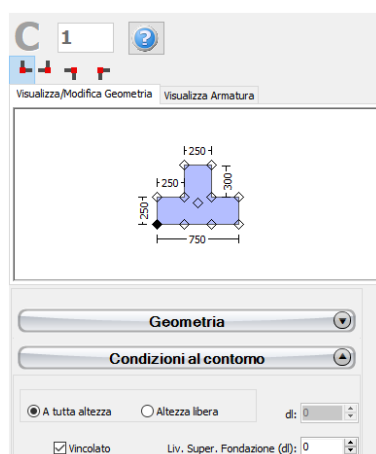 C 1 ?
Visualizza/Modifica Geometria Visualizza Armatura
250
250
300
250
750
Geometria
Condizioni al contorno
A tutta altezza Altezza libera dl: 0
Vincolato Liv. Super. Fondazione (dl): 0